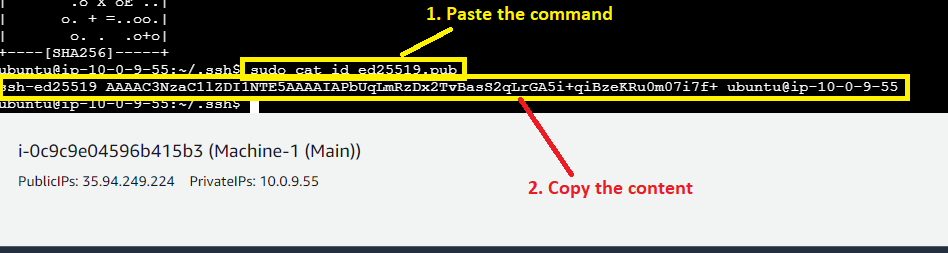 |      .o X oE ..|
1. Paste the command
|     o. + =..oo.|
|      o. .  .o+o|
+----[SHA256]-----+
ubuntu@ip-10-0-9-55:~/.ssh$ sudo cat id_ed25519.pub
ssh-ed25519 AAAAC3NzaC1lZDI1NTE5AAAAIAPbUqLmRzDx2TvBasS2qLrGA5i+qiBzeKRu0m07i7f+ ubuntu@ip-10-0-9-55
ubuntu@ip-10-0-9-55:~/.ssh$
i-0c9c9e04596b415b3 (Machine-1 (Main))
PublicIPs: 35.94.249.224 PrivateIPs: 10.0.9.55
2. Copy the content